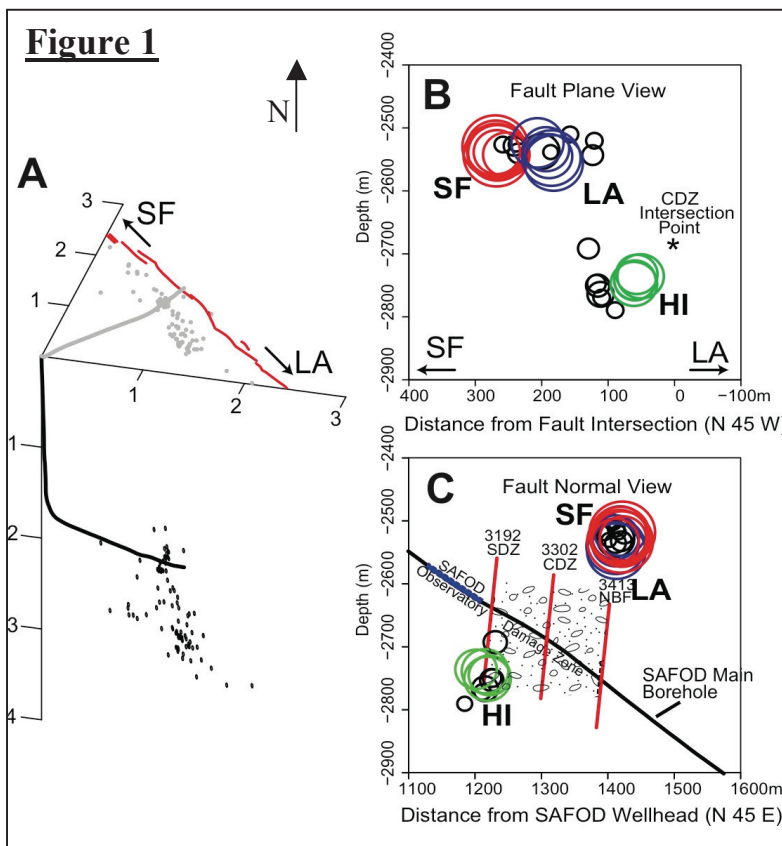 Figure 1
N
A
3
2
1
SF
LA
1
2
3
1
2
3
4
B
Fault Plane View
-2400
-2500
-2600
-2700
-2800
-2900
Depth (m)
SF
LA
CDZ
Intersection
Point
*
HI
SF
LA
400
300
200
100
0
-100m
Distance from Fault Intersection (N 45 W)
C
Fault Normal View
-2400
-2500
-2600
-2700
-2800
-2900
Depth (m)
SF
LA
3192
SDZ
3302
CDZ
3413
NBF
SAFOD
Observatory
Damage Zone
HI
SAFOD Main
Borehole
1100
1200
1300
1400
1500
1600m
Distance from SAFOD Wellhead (N 45 E)